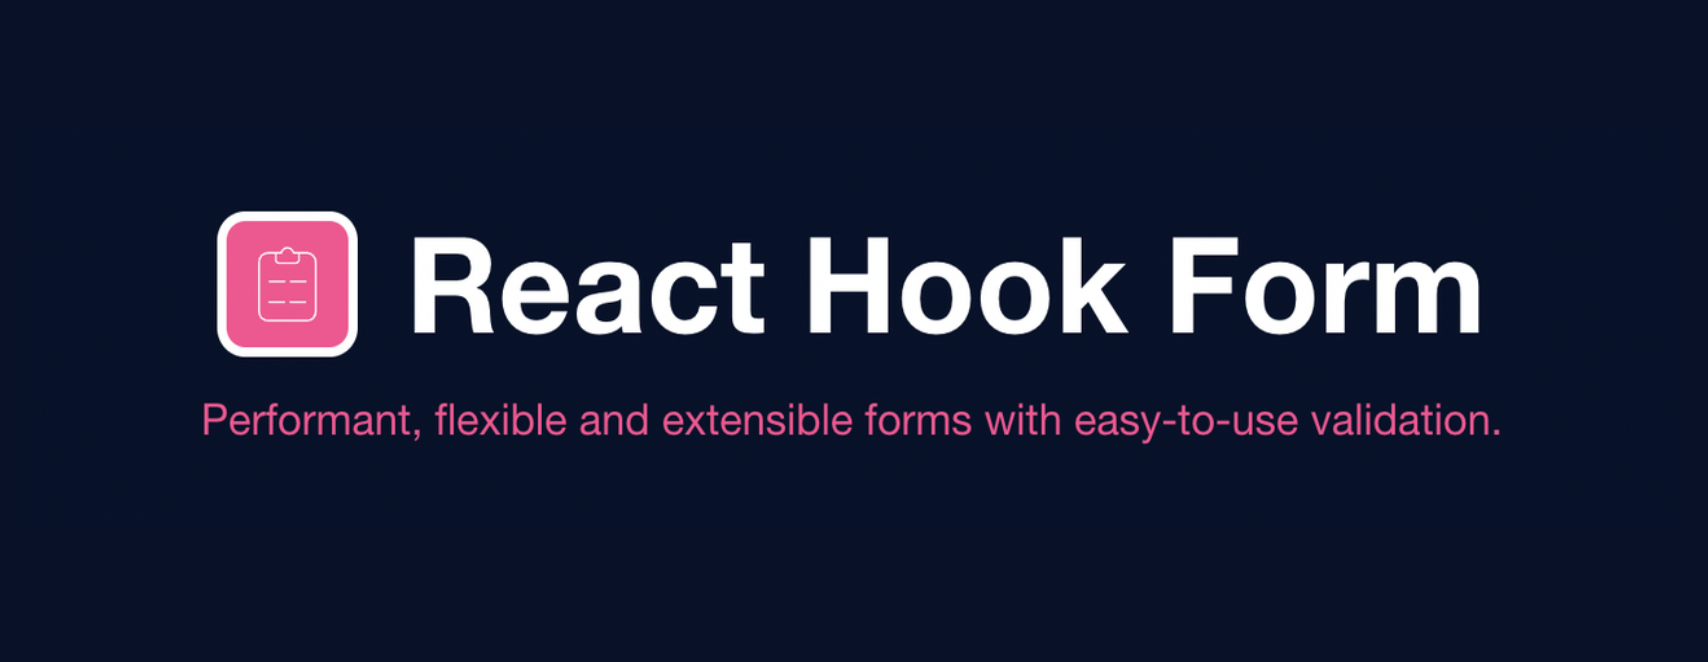 React Hook Form
Performant, flexible and extensible forms with easy-to-use validation.